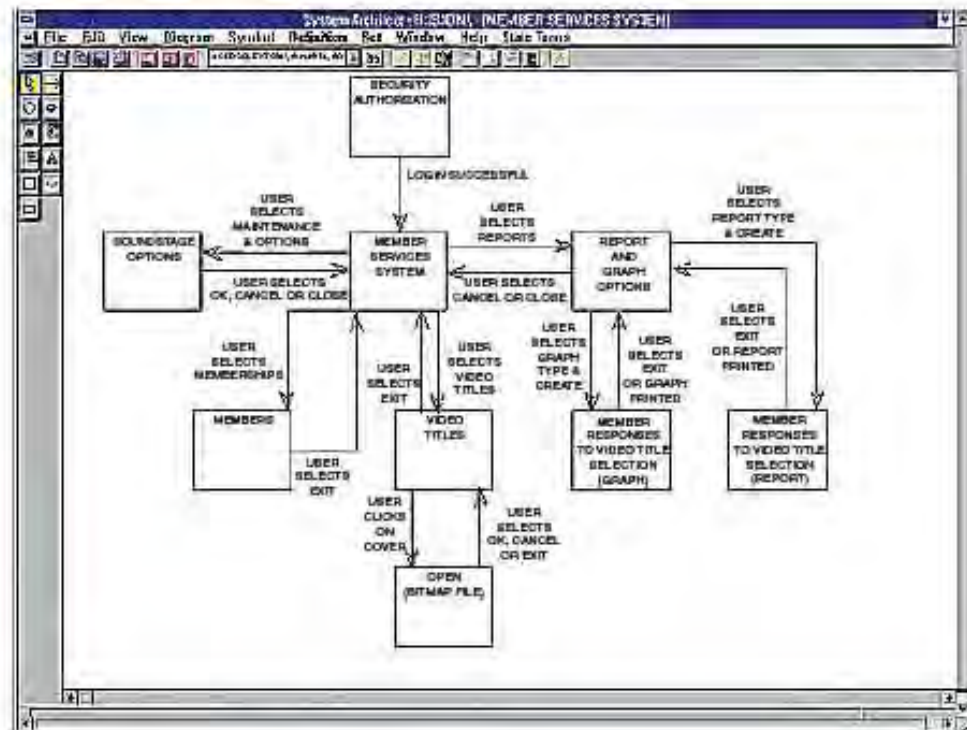 System Architect
[MEMBER SERVICES SYSTEM]
File Edit View Diagram Symbol Definition Window Help
SECURITY
AUTHORIZATION
LOGIN SUCCESSFUL
USER
SELECTS
MAINTENANCE
& OPTIONS
USER
SELECTS
REPORTS
USER
SELECTS
REPORT TYPE
& CREATE
SOUNDSTAGE
OPTIONS
MEMBER
SERVICES
SYSTEM
REPORT
AND
GRAPH
OPTIONS
USER SELECTS
OK, CANCEL OR CLOSE
USER SELECTS
CANCEL OR CLOSE
USER
SELECTS
MEMBERSHIPS
USER
SELECTS
EXIT
USER
SELECTS
VIDEO
TITLES
USER
SELECTS
GRAPH
TYPE &
CREATE
USER
SELECTS
EXIT
OR GRAPH
PRINTED
USER
SELECTS
EXIT
OR REPORT
PRINTED
MEMBERS
VIDEO
TITLES
MEMBER
RESPONSES
TO VIDEO TITLE
SELECTION
(GRAPH)
MEMBER
RESPONSES
TO VIDEO TITLE
SELECTION
(REPORT)
USER
SELECTS
EXIT
USER
CLICKS
ON
COVER
USER
SELECTS
OK, CANCEL
OR EXIT
OPEN
(BITMAP FILE)